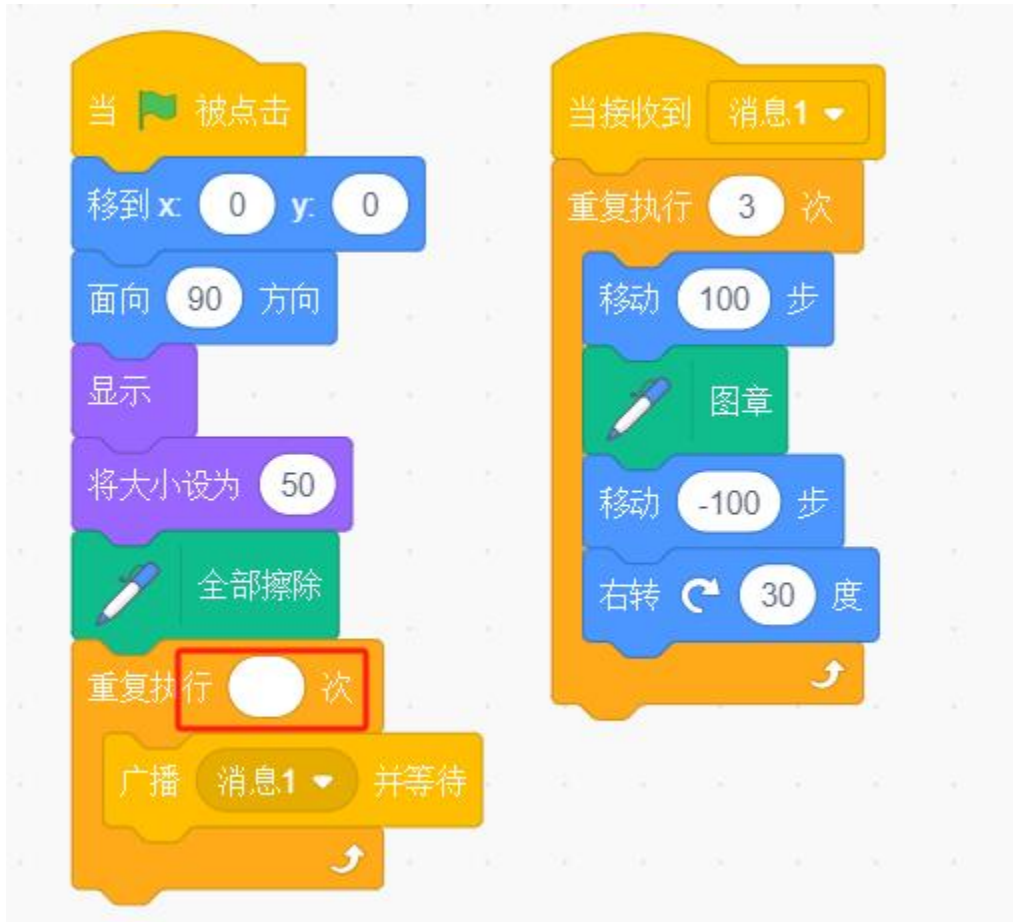 当 被点击
移到 x: 0 y: 0
面向 90 方向
显示
将大小设为 50
全部擦除
重复执行 次
广播 消息1 并等待
当接收到 消息1
重复执行 3 次
移动 100 步
图章
移动 -100 步
右转 30 度